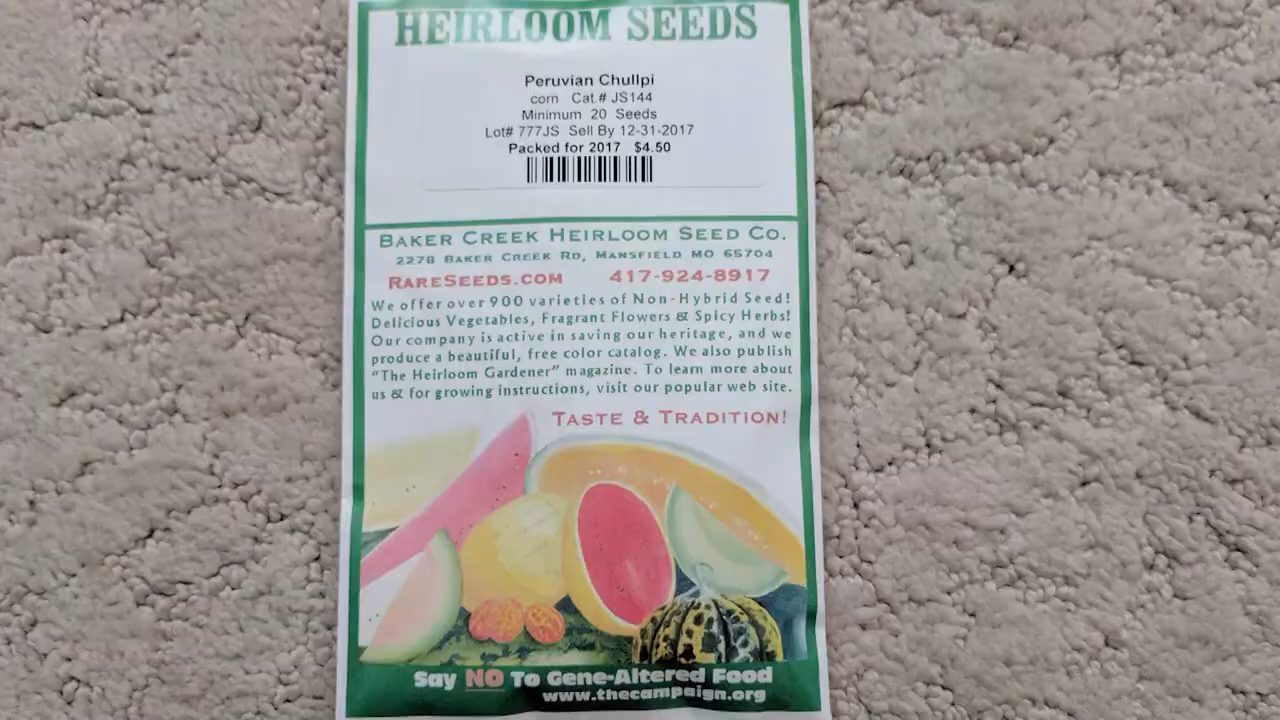 HEIRLOOM SEEDS
Peruvian Chullpi
corn Cat.# JS144
Minimum 20 Seeds
Lot# 777JS Sell By 12-31-2017
Packed for 2017 $4.50
BAKER CREEK HEIRLOOM SEED CO.
2278 BAKER CREEK RD, MANSFIELD MO 65704
RARESEEDS.COM 417-924-8917
We offer over 900 varieties of Non-Hybrid Seed!
Delicious Vegetables, Fragrant Flowers & Spicy Herbs!
Our company is active in saving our heritage, and we
produce a beautiful, free color catalog. We also publish
"The Heirloom Gardener" magazine. To learn more about
us & for growing instructions, visit our popular web site.
TASTE & TRADITION!
Say NO To Gene-Altered Food
www.thecampaign.org